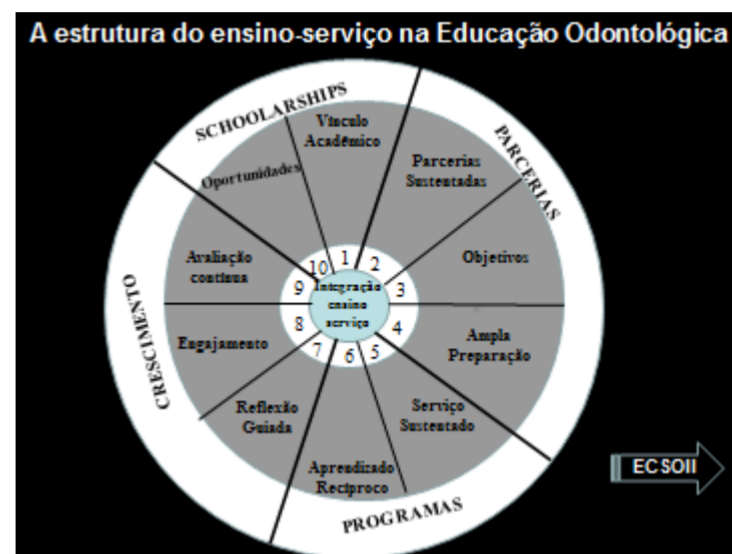 A estrutura do ensino-serviço na Educação Odontológica
SCHOOLARSHIPS
PARCERIAS
PROGRAMAS
CRESCIMENTO
1
Vínculo
Acadêmico
2
Parcerias
Sustentadas
3
Objetivos
4
Ampla
Preparação
5
Serviço
Sustentado
6
Aprendizado
Recíproco
7
Reflexão
Guiada
8
Engajamento
9
Avaliação
contínua
10
Oportunidades
Integração
ensino
serviço
ECSOII